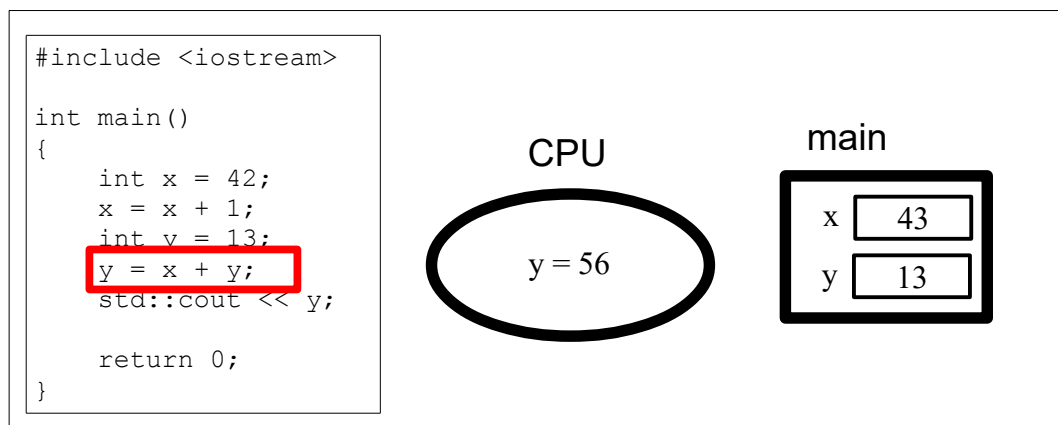 #include <iostream>
int main()
{
int x = 42;
x = x + 1;
int y = 13;
y = x + y;
std::cout << y;
return 0;
}
CPU
y = 56
main
x 43
y 13